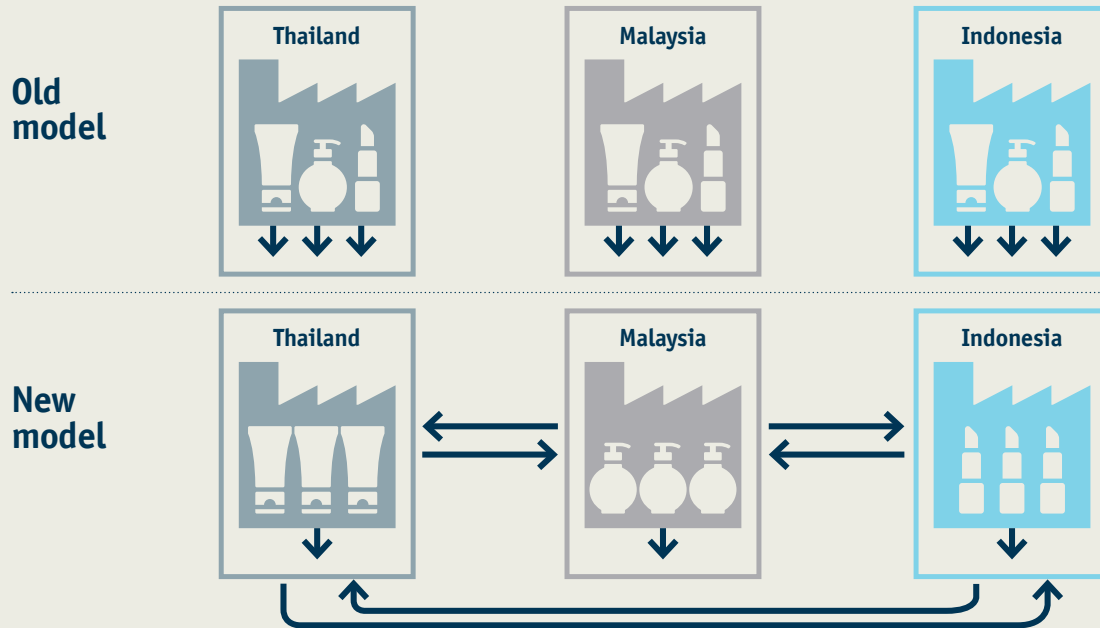 Thailand
Malaysia
Indonesia
Old
model
Thailand
Malaysia
Indonesia
New
model